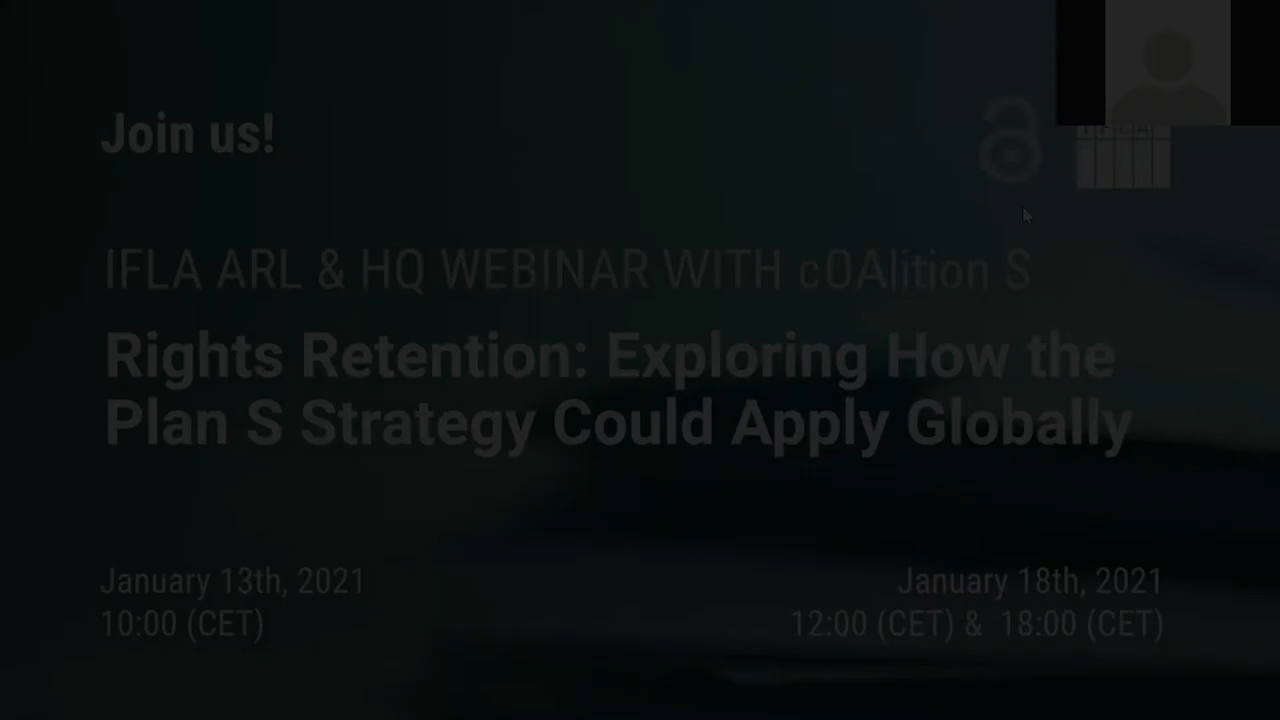 Join us!
IFLA ARL & HQ WEBINAR WITH cOAlition S
Rights Retention: Exploring How the
Plan S Strategy Could Apply Globally
January 13th, 2021
10:00 (CET)
January 18th, 2021
12:00 (CET) & 18:00 (CET)